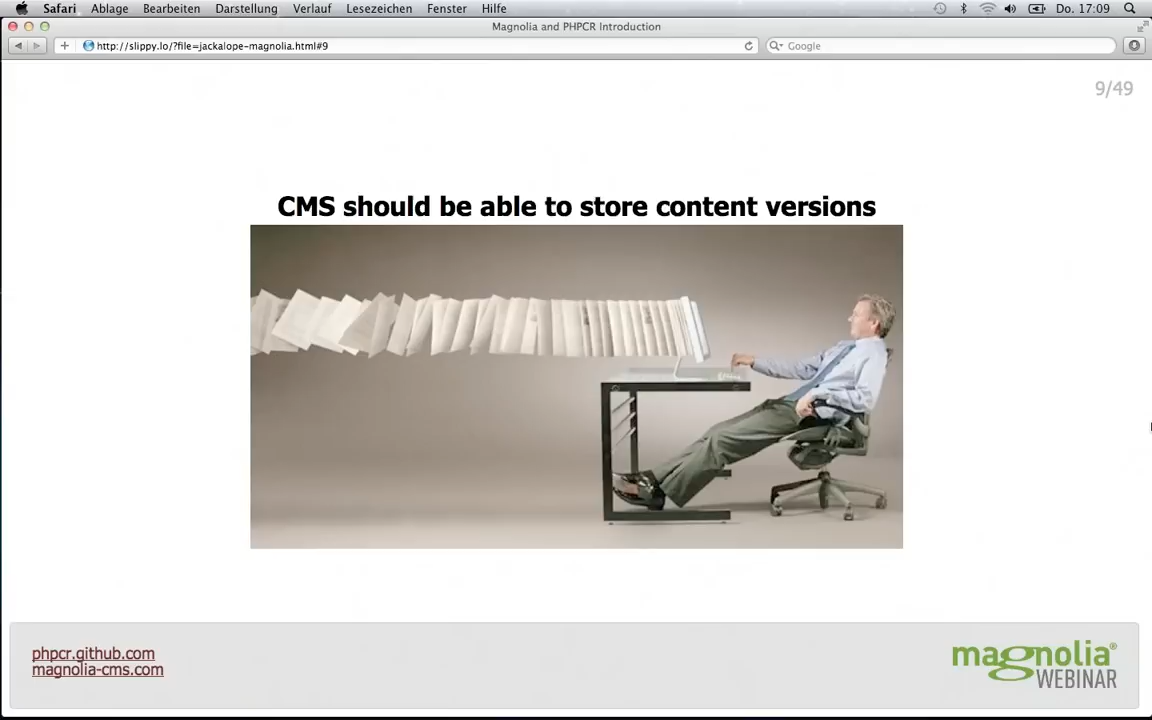 Safari Ablage Bearbeiten Darstellung Verlauf Lesezeichen Fenster Hilfe Do. 17:09
Magnolia and PHPCR Introduction
http://slippy.lo/?file=jackalope-magnolia.html#9 Google
9/49
CMS should be able to store content versions
phpcr.github.com
magnolia-cms.com
magnolia®
WEBINAR